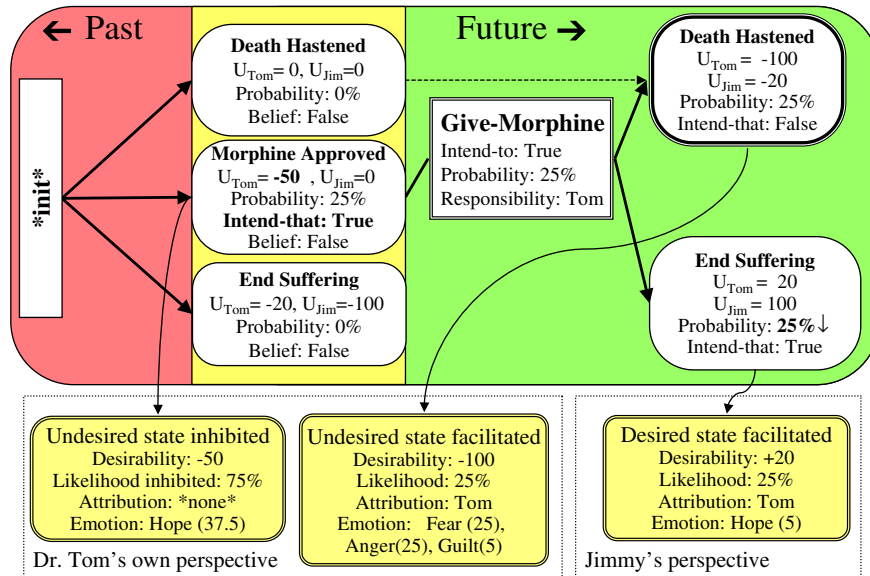 ← Past
Future →
*init*
Death Hastened
U_Tom= 0, U_Jim=0
Probability: 0%
Belief: False
Morphine Approved
U_Tom= -50 , U_Jim=0
Probability: 25%
Intend-that: True
Belief: False
End Suffering
U_Tom= -20, U_Jim=-100
Probability: 0%
Belief: False
Give-Morphine
Intend-to: True
Probability: 25%
Responsibility: Tom
Death Hastened
U_Tom = -100
U_Jim = -20
Probability: 25%
Intend-that: False
End Suffering
U_Tom = 20
U_Jim = 100
Probability: 25%↓
Intend-that: True
Undesired state inhibited
Desirability: -50
Likelihood inhibited: 75%
Attribution: *none*
Emotion: Hope (37.5)
Undesired state facilitated
Desirability: -100
Likelihood: 25%
Attribution: Tom
Emotion: Fear (25),
Anger(25), Guilt(5)
Dr. Tom's own perspective
Desired state facilitated
Desirability: +20
Likelihood: 25%
Attribution: Tom
Emotion: Hope (5)
Jimmy's perspective